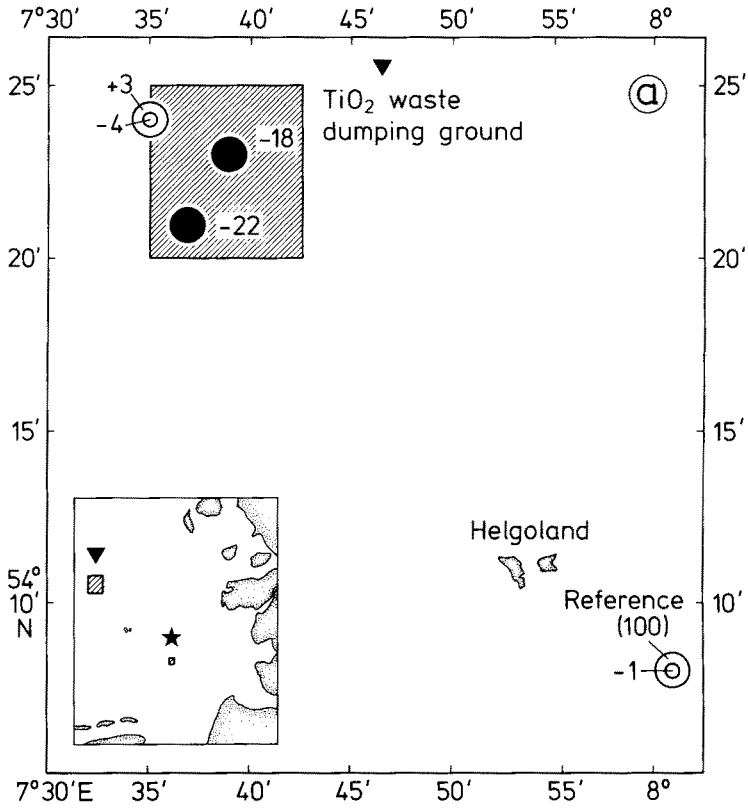 7°30' 35' 40' 45' 50' 55' 8°
25'
25'
a
+3
-4
-18
-22
TiO₂ waste
dumping ground
20'
20'
15'
15'
Helgoland
54°
10'
N
10'
Reference
(100)
-1
7°30'E 35' 40' 45' 50' 55' 8°